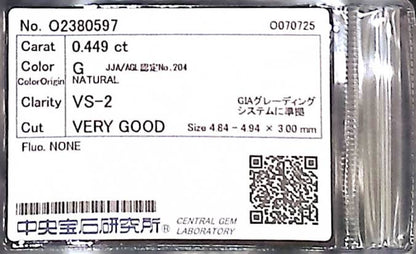 No. O2380597 O070725
Carat 0.449 ct
Color G JJA/AGL認定No.204
ColorOrigin NATURAL
Clarity VS-2 GIAグレーディング
システムに準拠
Cut VERY GOOD Size 4.84 - 4.94 × 3.00 mm
Fluo. NONE
中央宝石研究所® CENTRAL GEM
LABORATORY